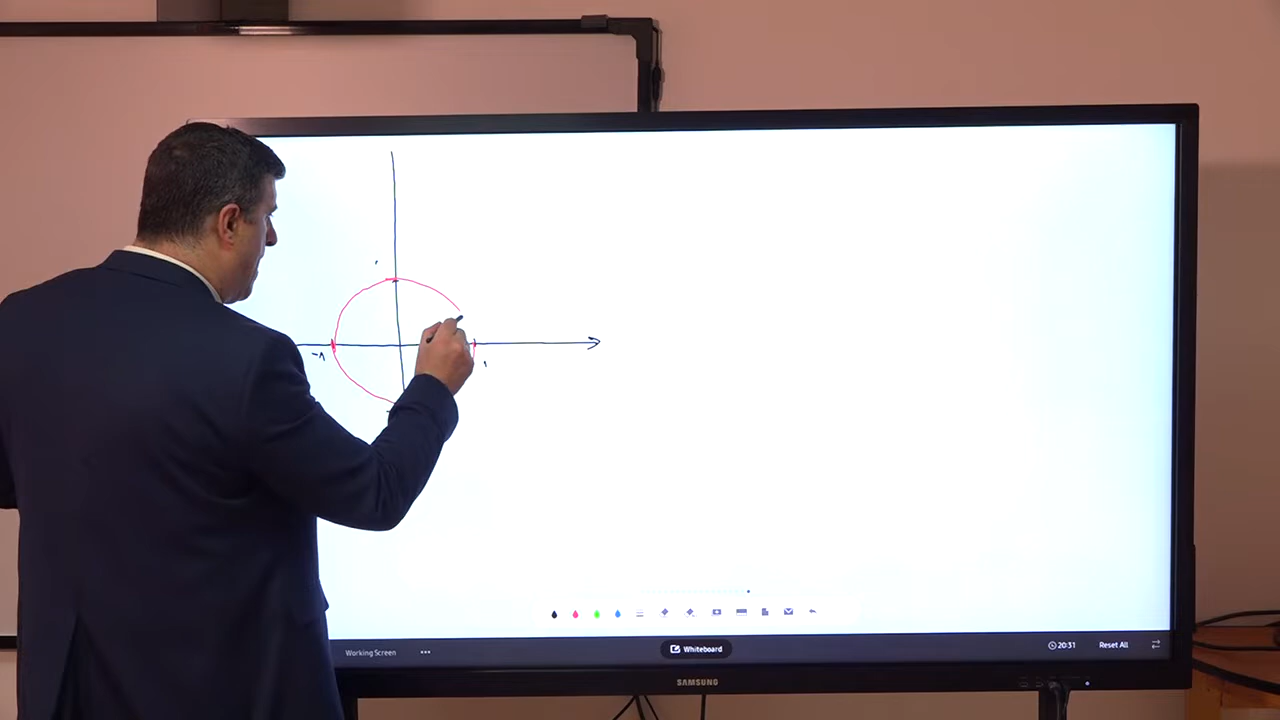 -1
1
Working Screen
Whiteboard
20:31
Reset All
SAMSUNG